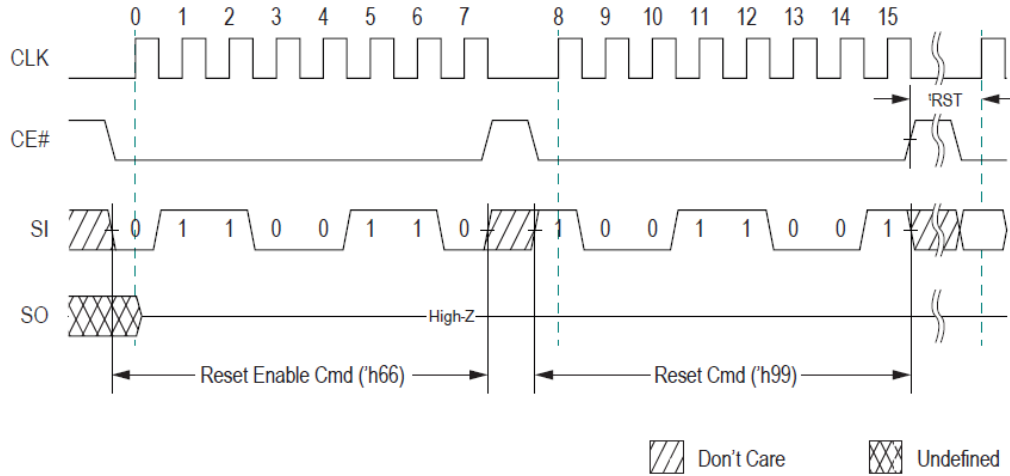 0 1 2 3 4 5 6 7 8 9 10 11 12 13 14 15
CLK
tRST
CE#
SI 0 1 1 0 0 1 1 0 1 0 0 1 1 0 0 1
SO High-Z
Reset Enable Cmd ('h66) Reset Cmd ('h99)
Don't Care Undefined